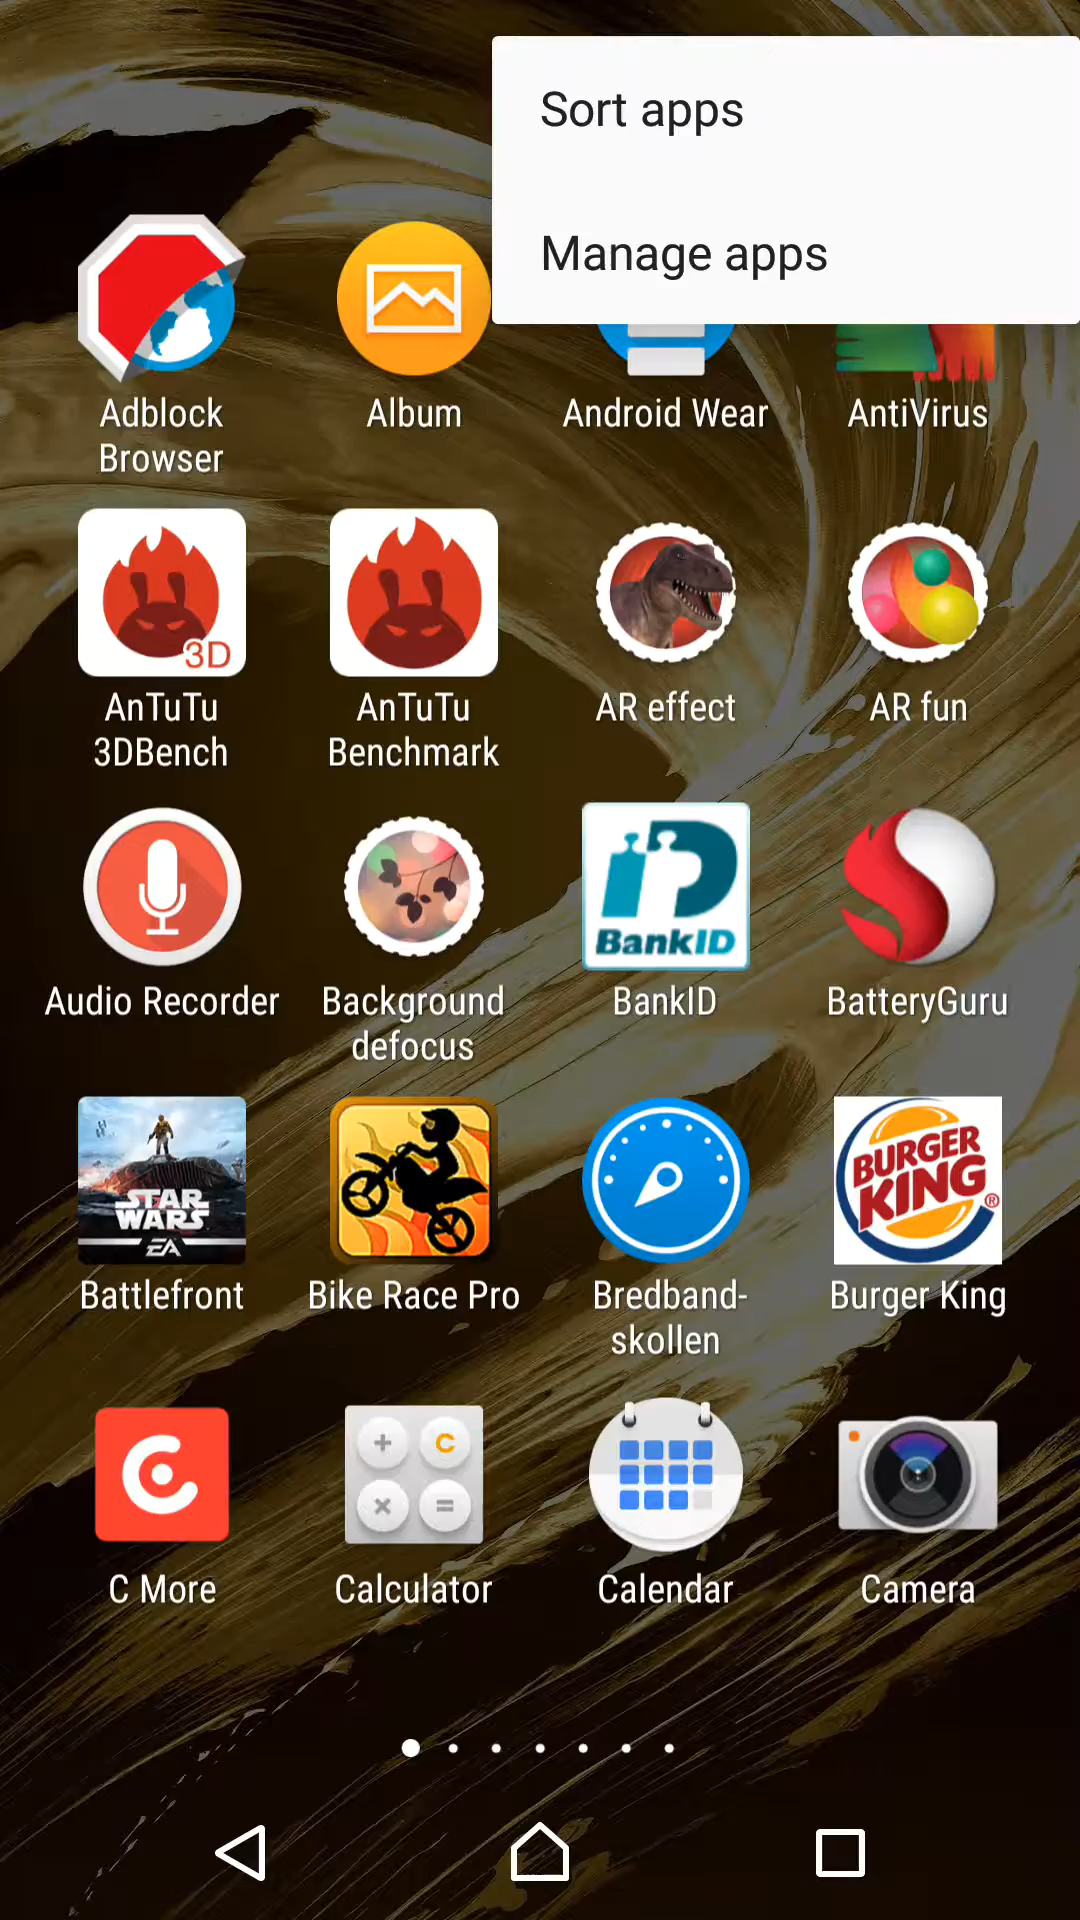 Sort apps
Manage apps
Adblock
Browser
Album
Android Wear
AntiVirus
3D
AnTuTu
3DBench
AnTuTu
Benchmark
AR effect
AR fun
BankID
Audio Recorder
Background
defocus
BankID
BatteryGuru
STAR
WARS
EA
BURGER
KING®
Battlefront
Bike Race Pro
Bredband-
skollen
Burger King
+ C
× =
C More
Calculator
Calendar
Camera